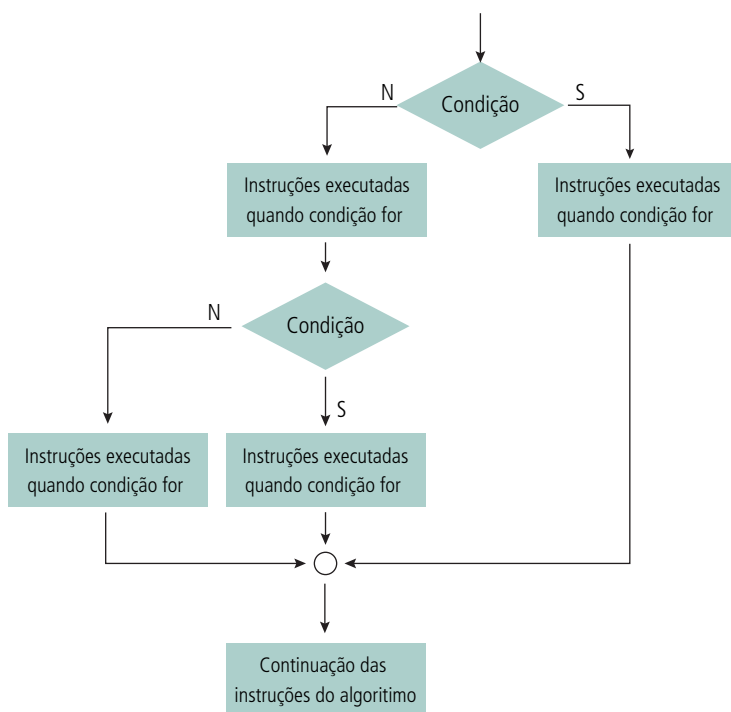 N
Condição
S
Instruções executadas
quando condição for
Instruções executadas
quando condição for
N
Condição
S
Instruções executadas
quando condição for
Instruções executadas
quando condição for
Continuação das
instruções do algoritimo